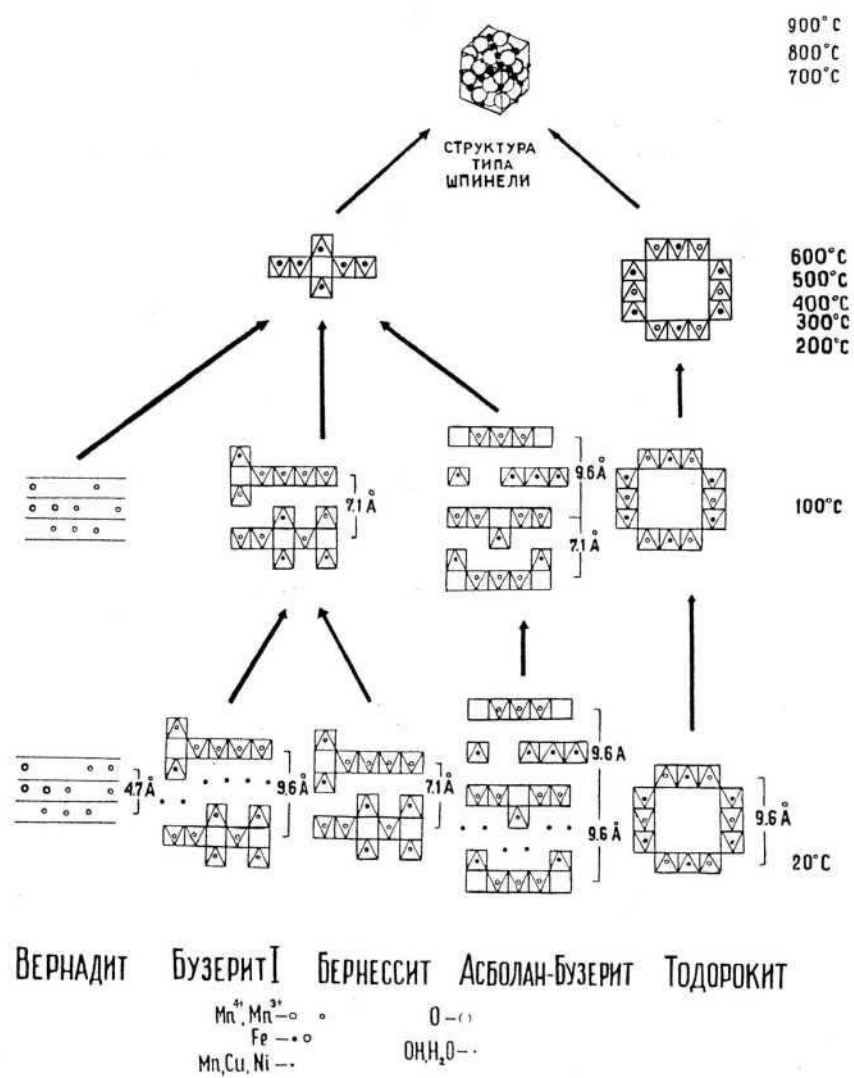 900°C
800°C
700°C
СТРУКТУРА
ТИПА
ШПИНЕЛИ
600°C
500°C
400°C
300°C
200°C
7.1 Å
9.6 Å
7.1 Å
100°C
4.7 Å
9.6 Å
7.1 Å
9.6 Å
9.6 Å
9.6 Å
20°C
ВЕРНАДИТ БУЗЕРИТ I БЕРНЕССИТ АСБОЛАН-БУЗЕРИТ ТОДОРОКИТ
Mn⁴⁺, Mn³⁺ – ○ ○
O – ()
Fe – • ○
OH, H₂O – ·
Mn, Cu, Ni – ·